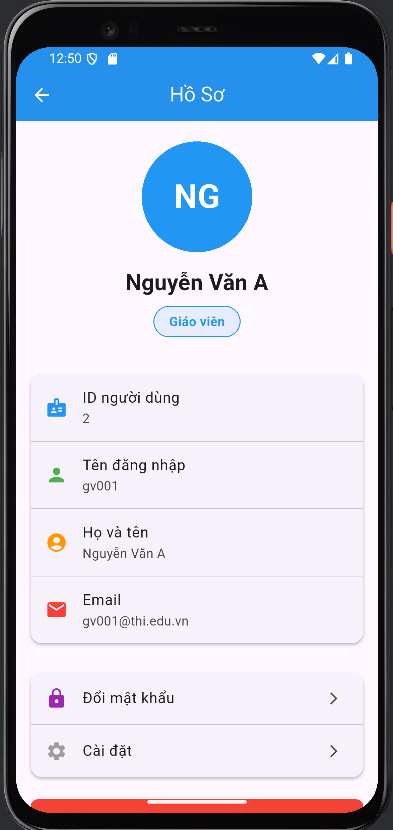 12:50
Hồ Sơ
NG
Nguyễn Văn A
Giáo viên
ID người dùng
2
Tên đăng nhập
gv001
Họ và tên
Nguyễn Văn A
Email
gv001@thi.edu.vn
Đổi mật khẩu
Cài đặt